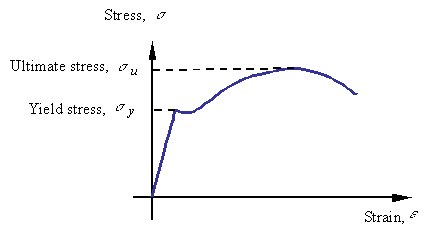 Stress, σ
Ultimate stress, σu
Yield stress, σy
Strain, ε